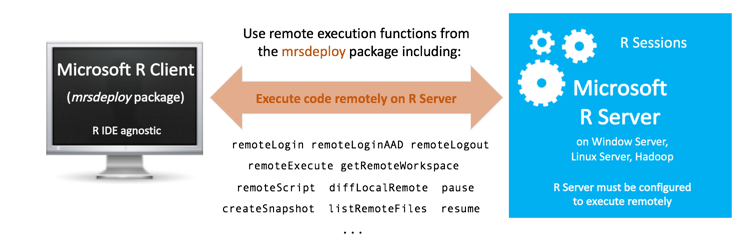 Microsoft R Client
(mrsdeploy package)
R IDE agnostic
Use remote execution functions from
the mrsdeploy package including:
Execute code remotely on R Server
remoteLogin remoteLoginAAD remoteLogout
remoteExecute getRemoteWorkspace
remoteScript diffLocalRemote pause
createSnapshot listRemoteFiles resume
...
R Sessions
Microsoft
R Server
on Window Server,
Linux Server, Hadoop
R Server must be configured
to execute remotely